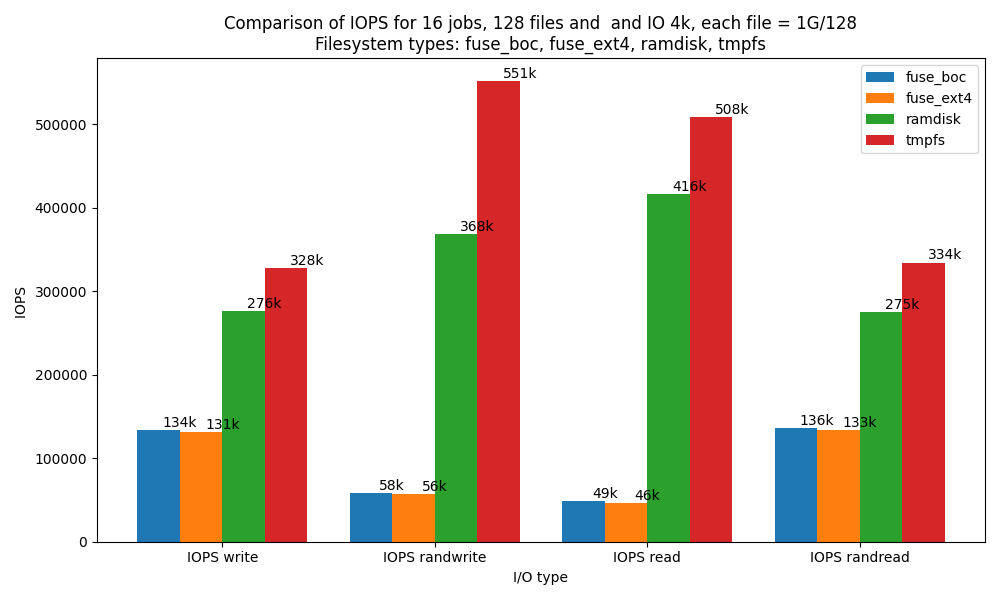 Comparison of IOPS for 16 jobs, 128 files and  and IO 4k, each file = 1G/128
Filesystem types: fuse_boc, fuse_ext4, ramdisk, tmpfs
fuse_boc
fuse_ext4
ramdisk
tmpfs
IOPS
500000
400000
300000
200000
100000
0
134k
131k
276k
328k
58k
56k
368k
551k
49k
46k
416k
508k
136k
133k
275k
334k
IOPS write
IOPS randwrite
IOPS read
IOPS randread
I/O type